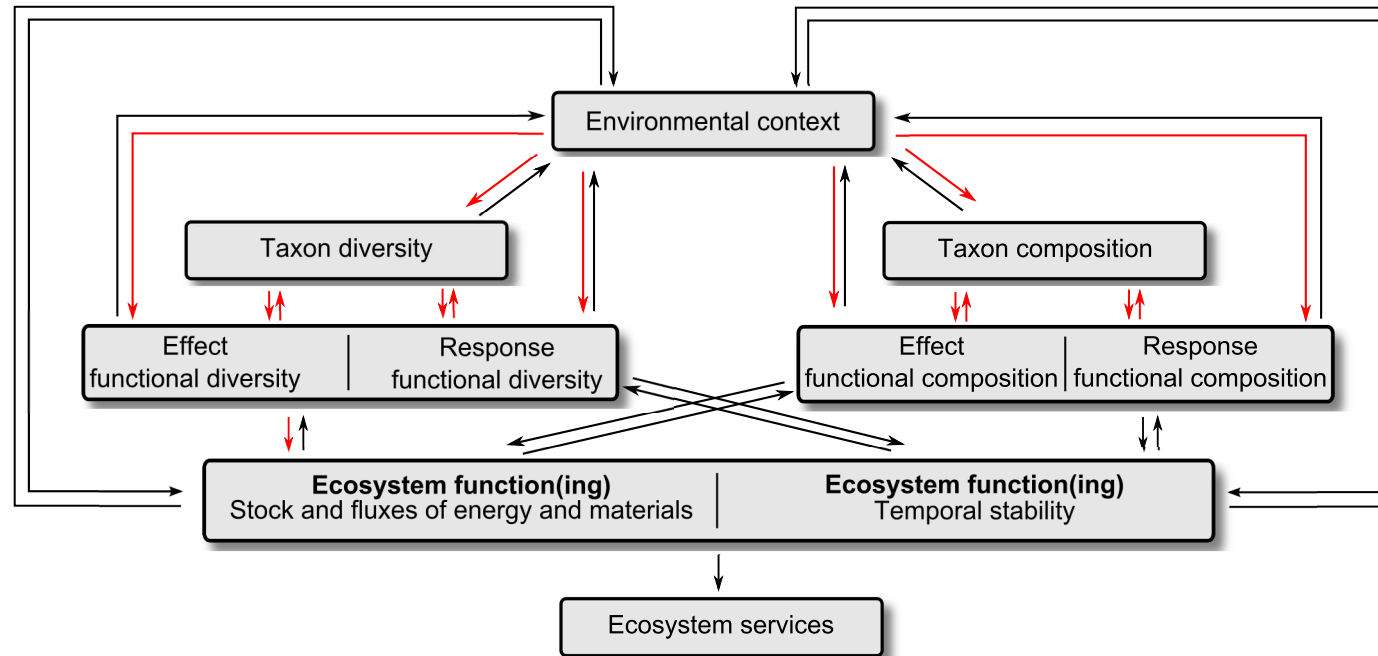 Environmental context
Taxon diversity
Taxon composition
Effect
functional diversity
Response
functional diversity
Effect
functional composition
Response
functional composition
Ecosystem function(ing)
Stock and fluxes of energy and materials
Ecosystem function(ing)
Temporal stability
Ecosystem services